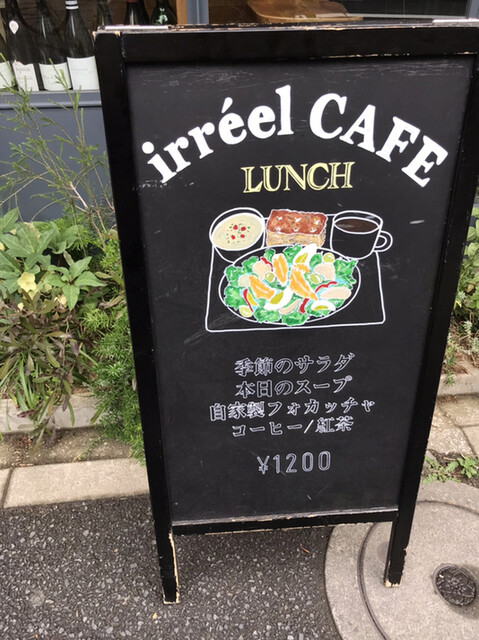 irréel CAFE
LUNCH
季節のサラダ
本日のスープ
自家製フォカッチャ
コーヒー/紅茶
¥1200